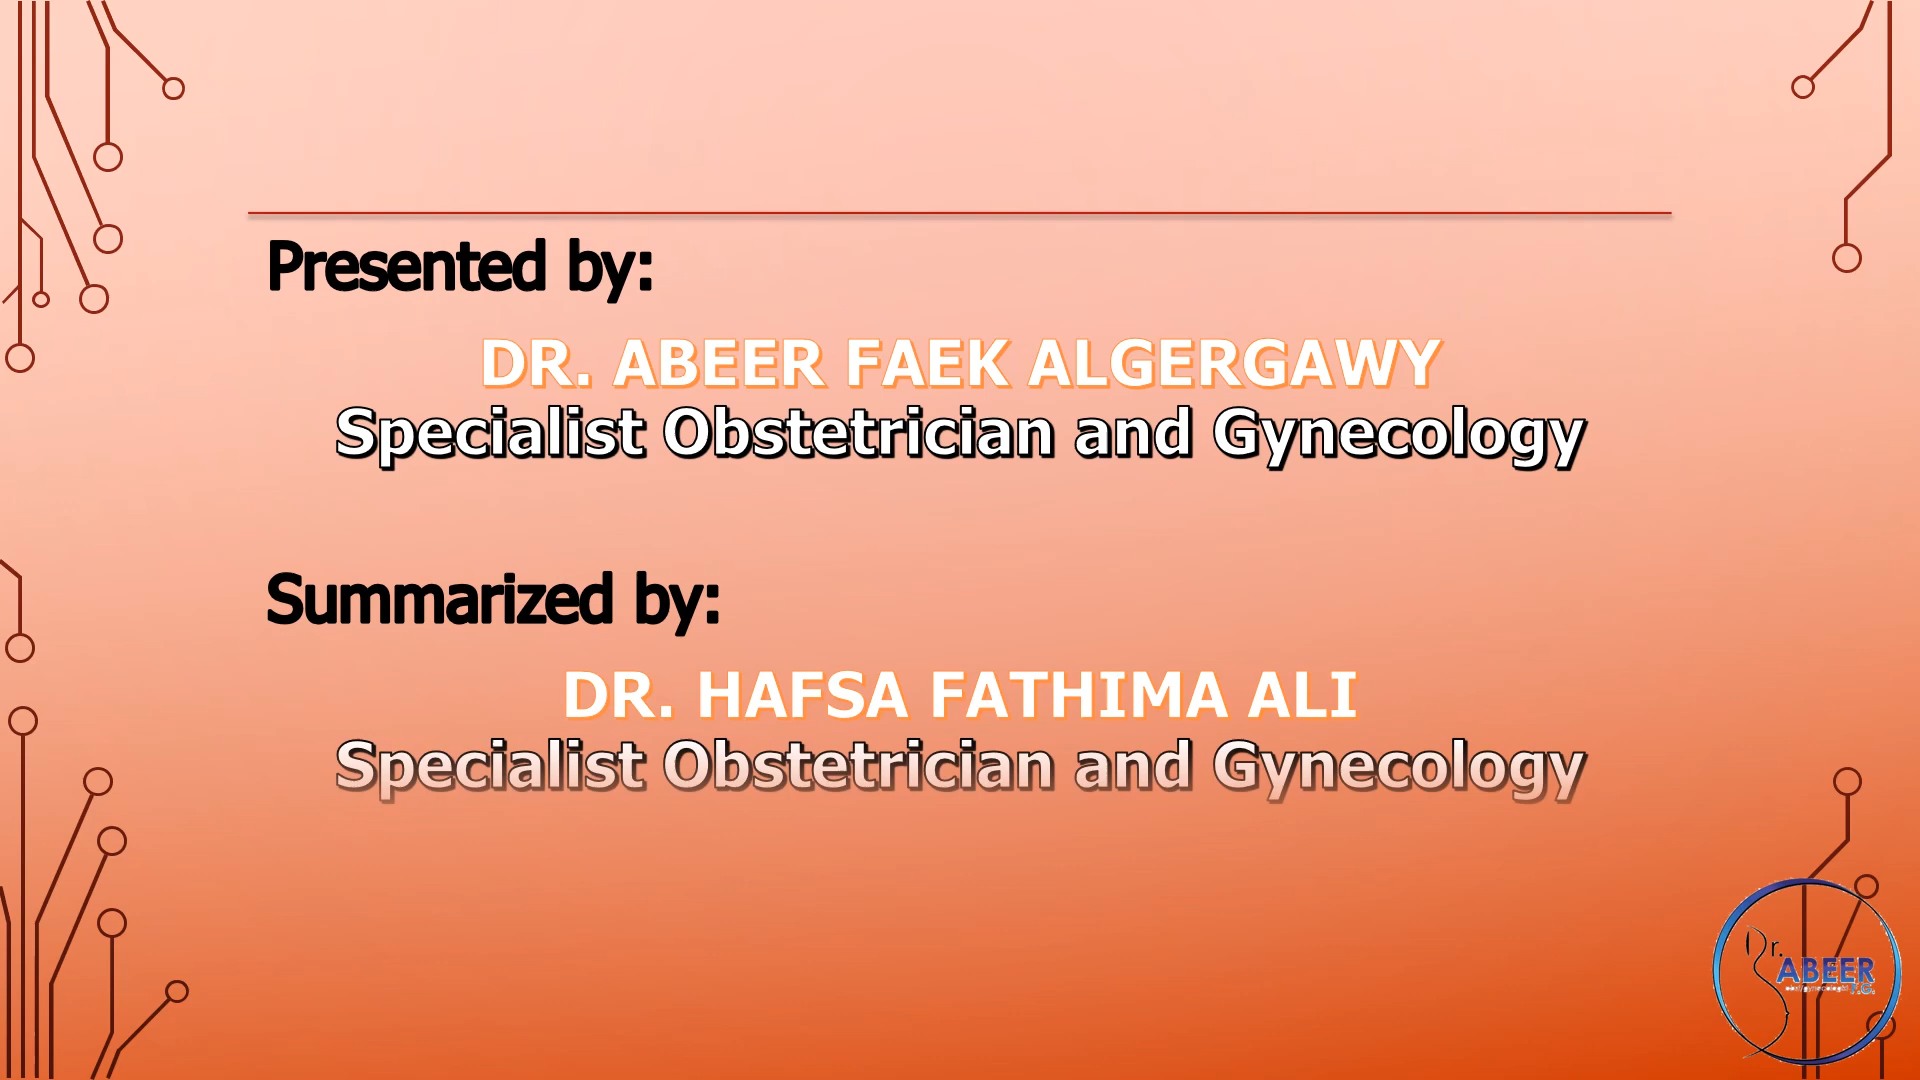 Presented by:
DR. ABEER FAEK ALGERGAWY
Specialist Obstetrician and Gynecology
Summarized by:
DR. HAFSA FATHIMA ALI
Specialist Obstetrician and Gynecology
Dr.
ABEER
F.G.